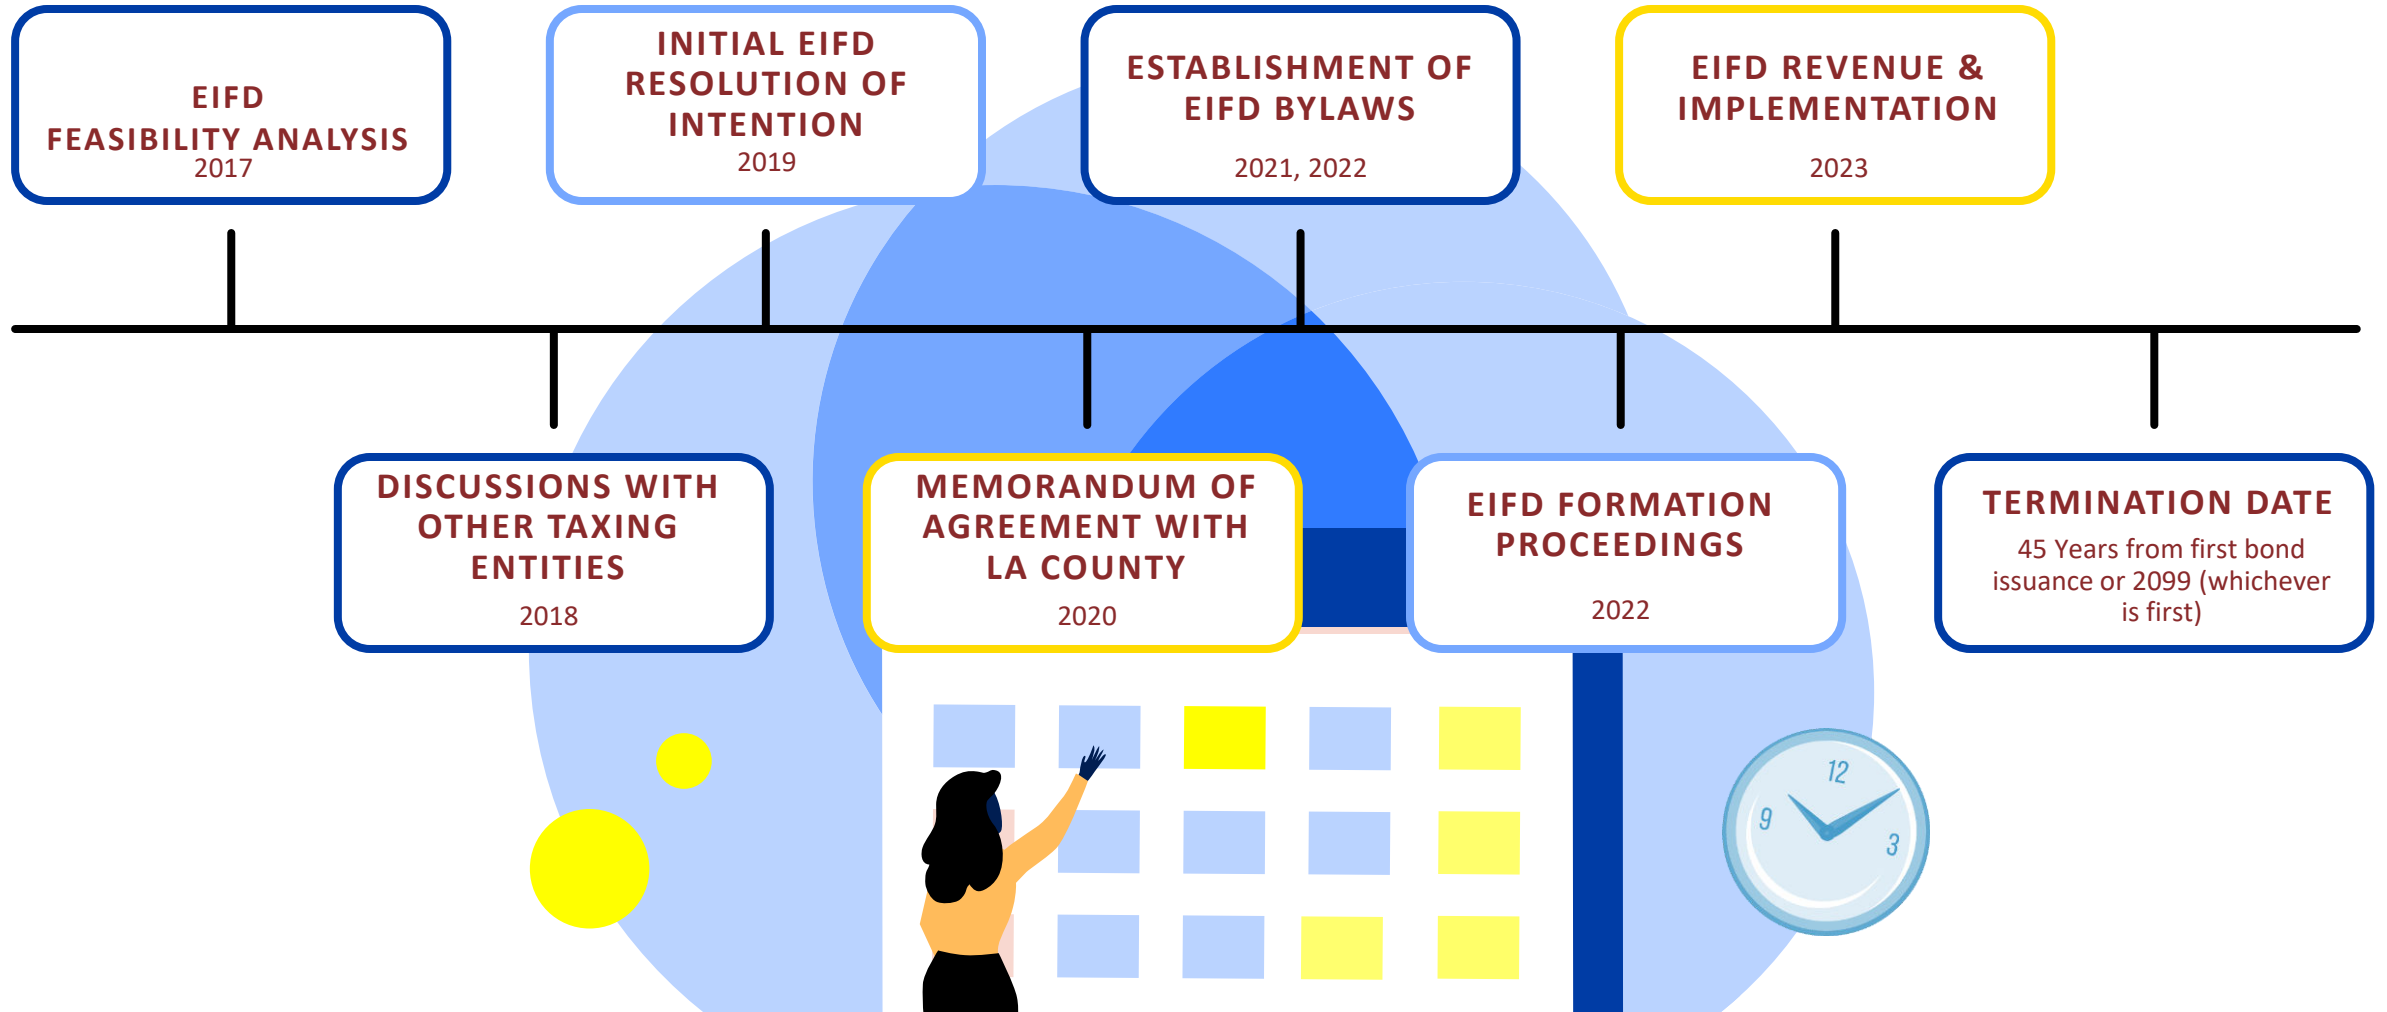 EIFD
FEASIBILITY ANALYSIS
2017
INITIAL EIFD
RESOLUTION OF
INTENTION
2019
ESTABLISHMENT OF
EIFD BYLAWS
2021, 2022
EIFD REVENUE &
IMPLEMENTATION
2023
DISCUSSIONS WITH
OTHER TAXING
ENTITIES
2018
MEMORANDUM OF
AGREEMENT WITH
LA COUNTY
2020
EIFD FORMATION
PROCEEDINGS
2022
TERMINATION DATE
45 Years from first bond
issuance or 2099 (whichever
is first)
12
9
3